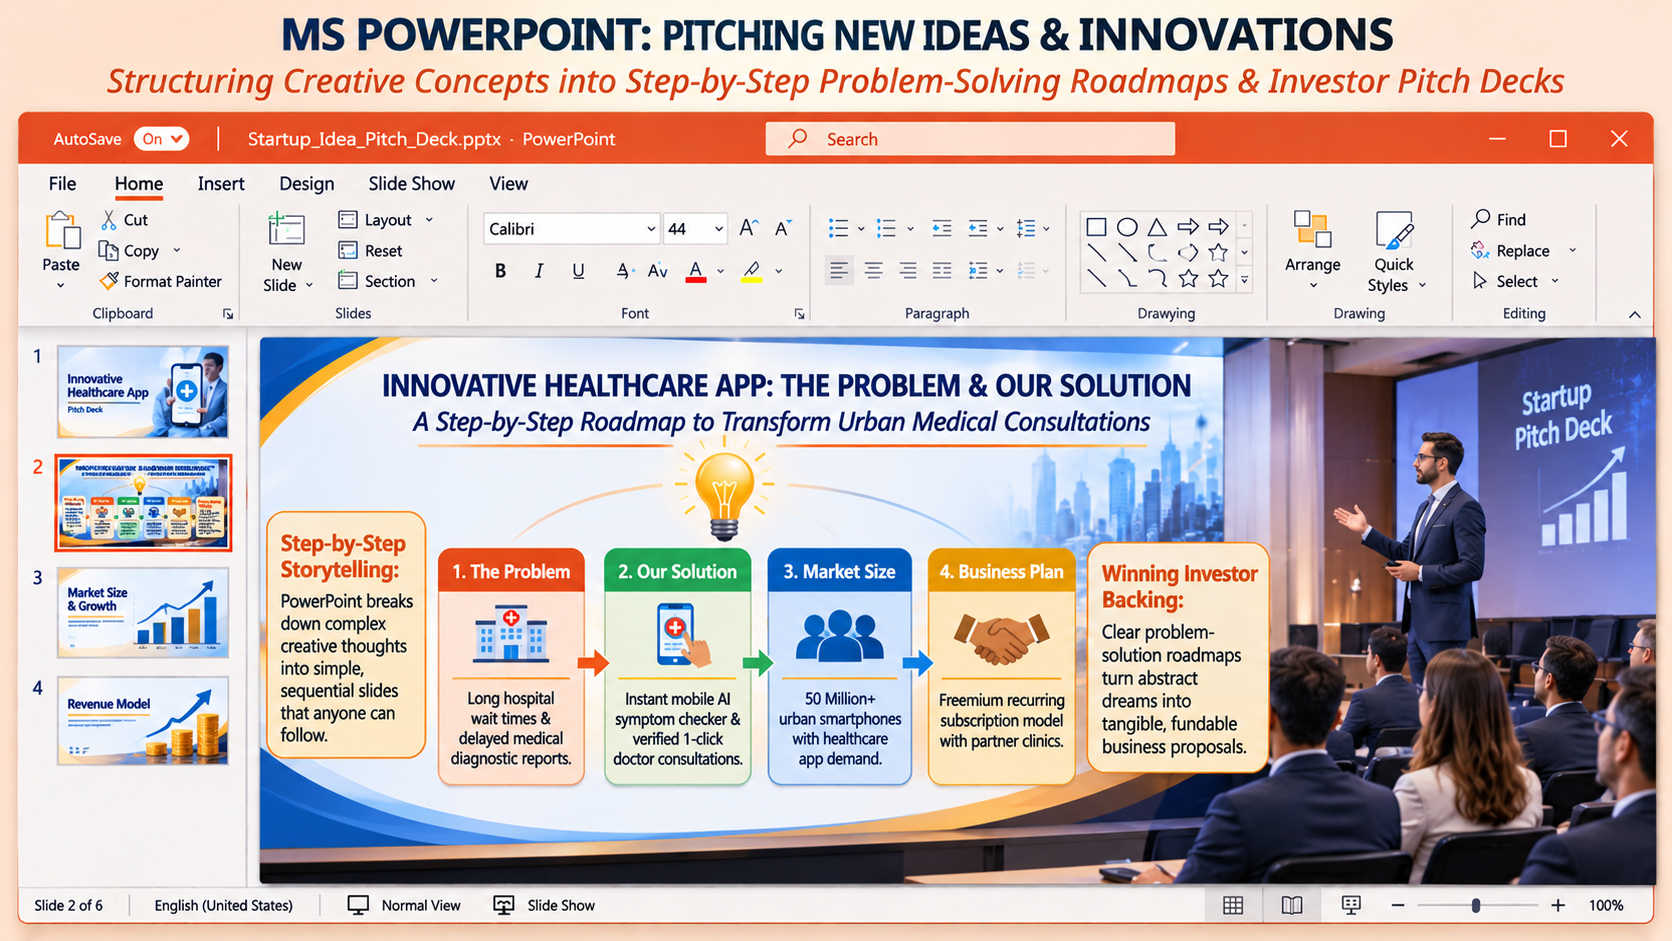 MS POWERPOINT: PITCHING NEW IDEAS & INNOVATIONS
Structuring Creative Concepts into Step-by-Step Problem-Solving Roadmaps & Investor Pitch Decks
AutoSave On
Startup_Idea_Pitch_Deck.pptx - PowerPoint
Search
File Home Insert Design Slide Show View
Paste
Cut
Copy
Format Painter
Clipboard
New
Slide
Layout
Reset
Section
Slides
Calibri 44
A A
B I U A Av A
Font
Paragraph
Drawying
Arrange
Quick
Styles
Drawing
Find
Replace
Select
Editing
1
Innovative
Healthcare App
Pitch Deck
2
3
Market Size
& Growth
4
Revenue Model
INNOVATIVE HEALTHCARE APP: THE PROBLEM & OUR SOLUTION
A Step-by-Step Roadmap to Transform Urban Medical Consultations
Step-by-Step
Storytelling:
PowerPoint breaks
down complex
creative thoughts
into simple,
sequential slides
that anyone can
follow.
1. The Problem
Long hospital
wait times &
delayed medical
diagnostic reports.
2. Our Solution
Instant mobile AI
symptom checker &
verified 1-click
doctor consultations.
3. Market Size
50 Million+
urban smartphones
with healthcare
app demand.
4. Business Plan
Freemium recurring
subscription model
with partner clinics.
Winning Investor
Backing:
Clear problem-
solution roadmaps
turn abstract
dreams into
tangible, fundable
business proposals.
Startup
Pitch Deck
Slide 2 of 6
English (United States)
Normal View
Slide Show
100%